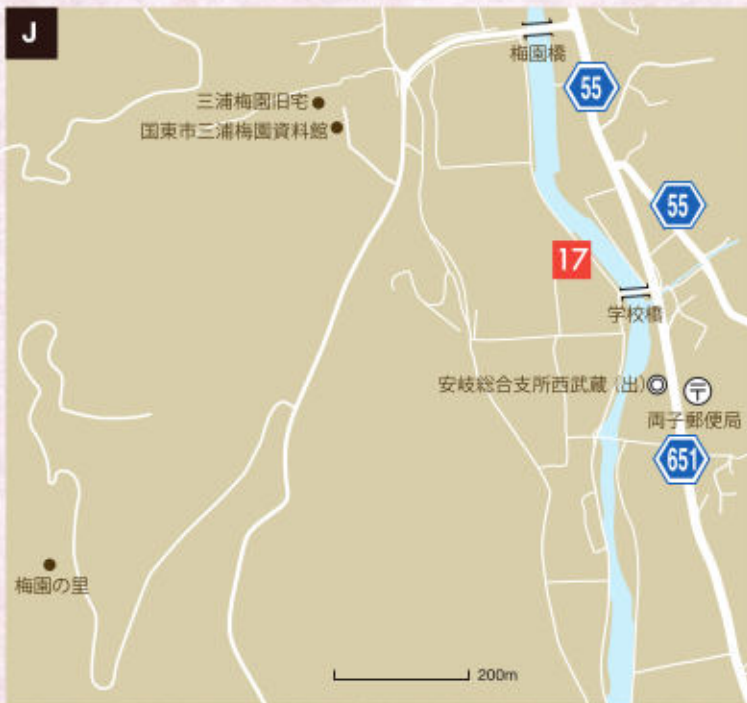 J
梅園橋
55
三浦梅園旧宅
国東市三浦梅園資料館
55
17
学校橋
安岐総合支所西武蔵（出）
〒
両子郵便局
651
梅園の里
200m